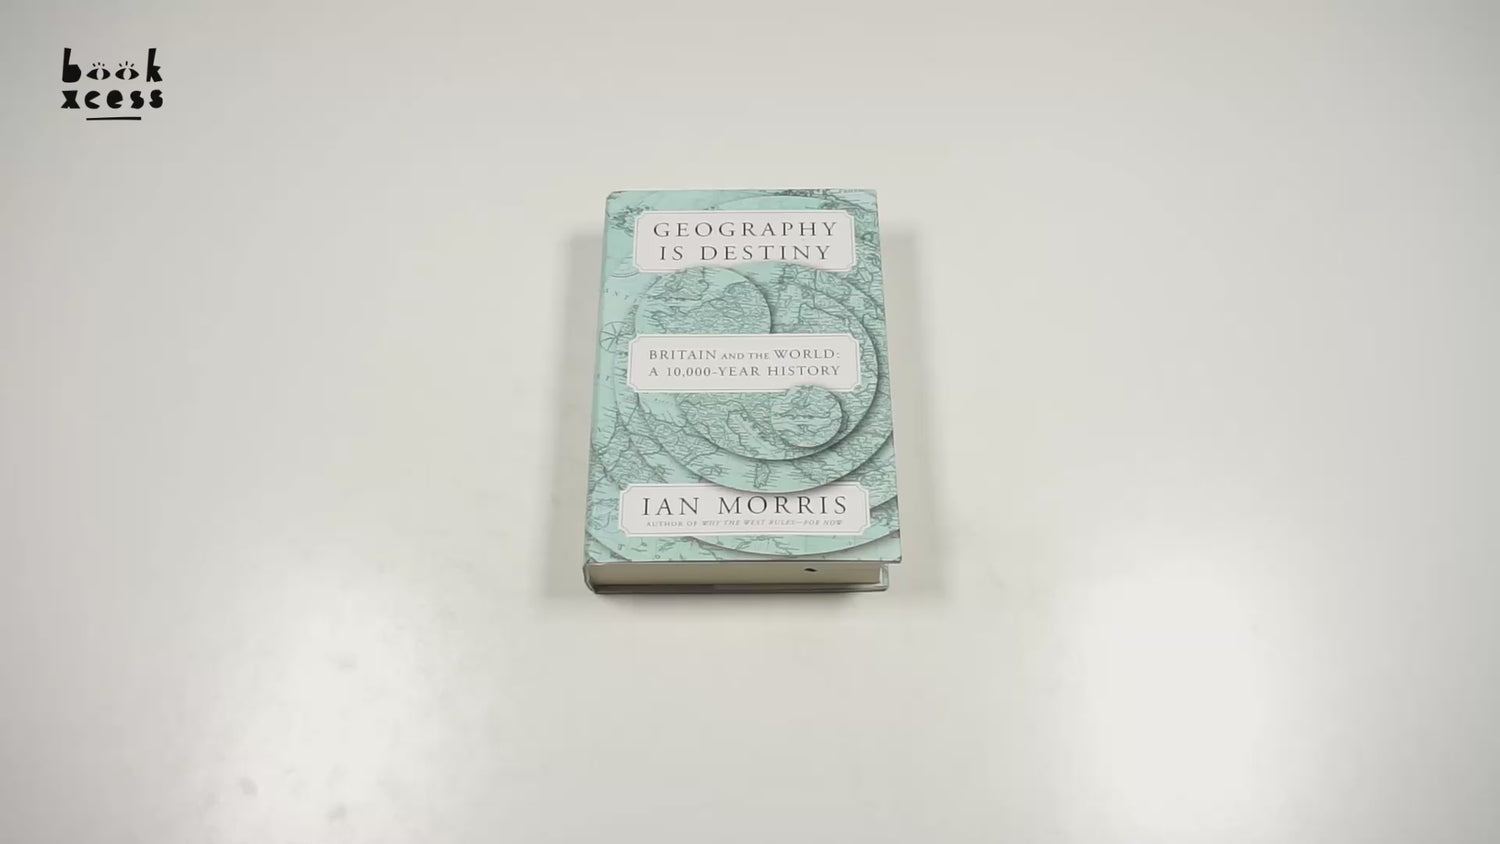 book
xcess
GEOGRAPHY
IS DESTINY
BRITAIN AND THE WORLD:
A 10,000-YEAR HISTORY
IAN MORRIS
AUTHOR OF WHY THE WEST RULES—FOR NOW